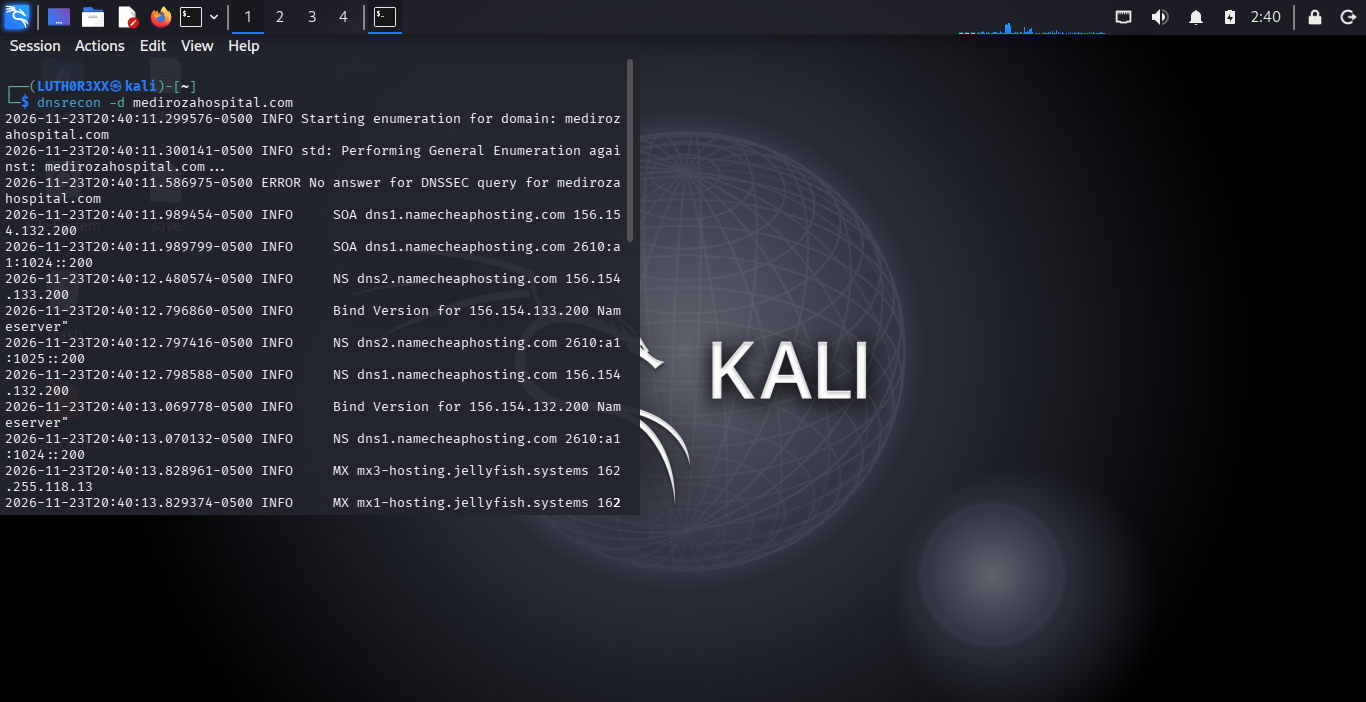 1 2 3 4 2:40
Session Actions Edit View Help
┌──(LUTH0R3XX㉿kali)-[~]
└─$ dnsrecon -d medirozahospital.com
2026-11-23T20:40:11.299576-0500 INFO Starting enumeration for domain: mediroz
ahospital.com
2026-11-23T20:40:11.300141-0500 INFO std: Performing General Enumeration agai
nst: medirozahospital.com...
2026-11-23T20:40:11.586975-0500 ERROR No answer for DNSSEC query for mediroza
hospital.com
2026-11-23T20:40:11.989454-0500 INFO     SOA dns1.namecheaphosting.com 156.15
4.132.200
2026-11-23T20:40:11.989799-0500 INFO     SOA dns1.namecheaphosting.com 2610:a
1:1024::200
2026-11-23T20:40:12.480574-0500 INFO     NS dns2.namecheaphosting.com 156.154
.133.200
2026-11-23T20:40:12.796860-0500 INFO     Bind Version for 156.154.133.200 Nam
eserver"
2026-11-23T20:40:12.797416-0500 INFO     NS dns2.namecheaphosting.com 2610:a1
:1025::200
2026-11-23T20:40:12.798588-0500 INFO     NS dns1.namecheaphosting.com 156.154
.132.200
2026-11-23T20:40:13.069778-0500 INFO     Bind Version for 156.154.132.200 Nam
eserver"
2026-11-23T20:40:13.070132-0500 INFO     NS dns1.namecheaphosting.com 2610:a1
:1024::200
2026-11-23T20:40:13.828961-0500 INFO     MX mx3-hosting.jellyfish.systems 162
.255.118.13
2026-11-23T20:40:13.829374-0500 INFO     MX mx1-hosting.jellyfish.systems 162
KALI